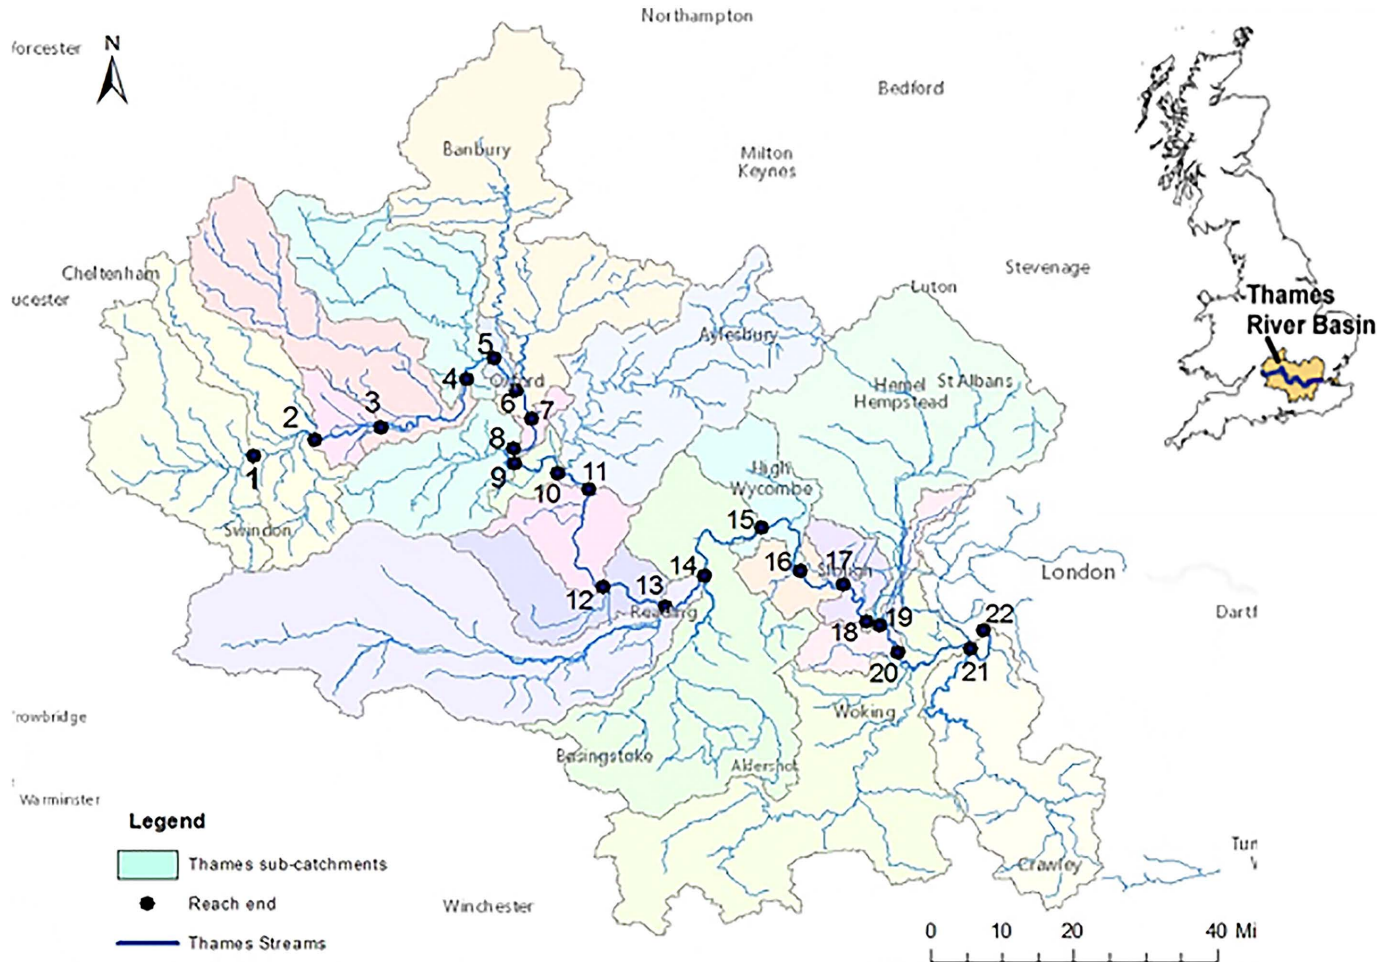 Northampton
forcester
N
Bedford
Banbury
Milton
Keynes
Cheltenham
ucester
Stevenage
Luton
Thames
River Basin
Aylesbury
5
4
Oxford
6
7
Hemel
Hempstead
St Albans
2
3
8
1
9
10
11
High
Wycombe
Swindon
15
16
17
Slough
14
London
12
13
Reading
18
19
22
Dartf
20
21
rowbridge
Woking
Basingstoke
Aldershot
Warminster
Legend
Thames sub-catchments
Reach end
Thames Streams
Winchester
Crawley
Tun
0 10 20 40 Mi